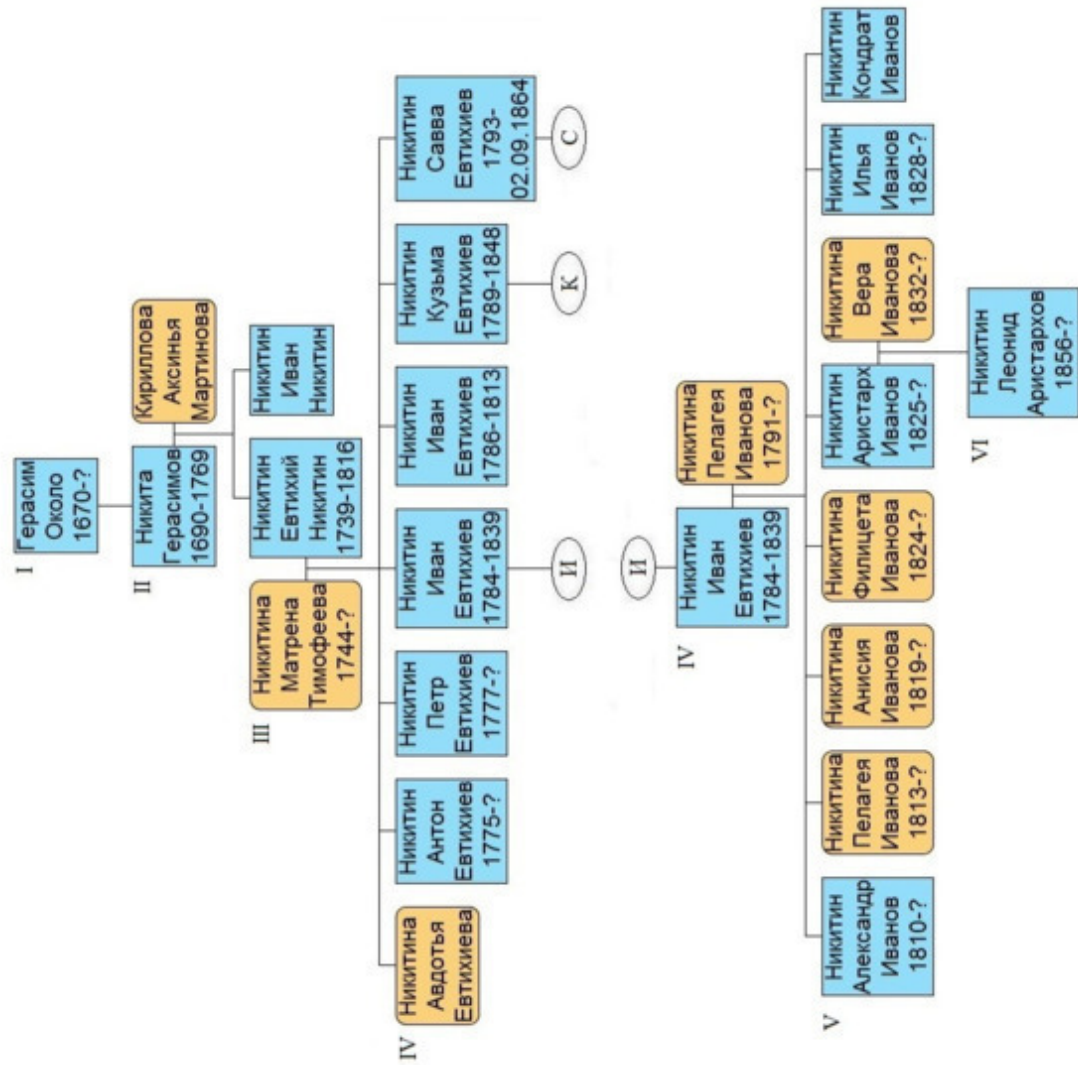 I
Герасим
Около
1670-?
II
Никита
Герасимов
1690-1769
Кириллова
Аксинья
Мартинова
III
Никитина
Матрена
Тимофеева
1744-?
Никитин
Евтихий
Никитин
1739-1816
Никитин
Иван
Никитин
IV
Никитина
Авдотья
Евтихиева
Никитин
Антон
Евтихиев
1775-?
Никитин
Петр
Евтихиев
1777-?
Никитин
Иван
Евтихиев
1784-1839
Никитин
Иван
Евтихиев
1786-1813
Никитин
Кузьма
Евтихиев
1789-1848
Никитин
Савва
Евтихиев
1793-
02.09.1864
И
К
С
И
IV
Никитин
Иван
Евтихиев
1784-1839
Никитина
Пелагея
Иванова
1791-?
V
Никитин
Александр
Иванов
1810-?
Никитина
Пелагея
Иванова
1813-?
Никитина
Анисия
Иванова
1819-?
Никитина
Филицета
Иванова
1824-?
Никитин
Аристарх
Иванов
1825-?
Никитина
Вера
Иванова
1832-?
Никитин
Илья
Иванов
1828-?
Никитин
Кондрат
Иванов
VI
Никитин
Леонид
Аристархов
1856-?